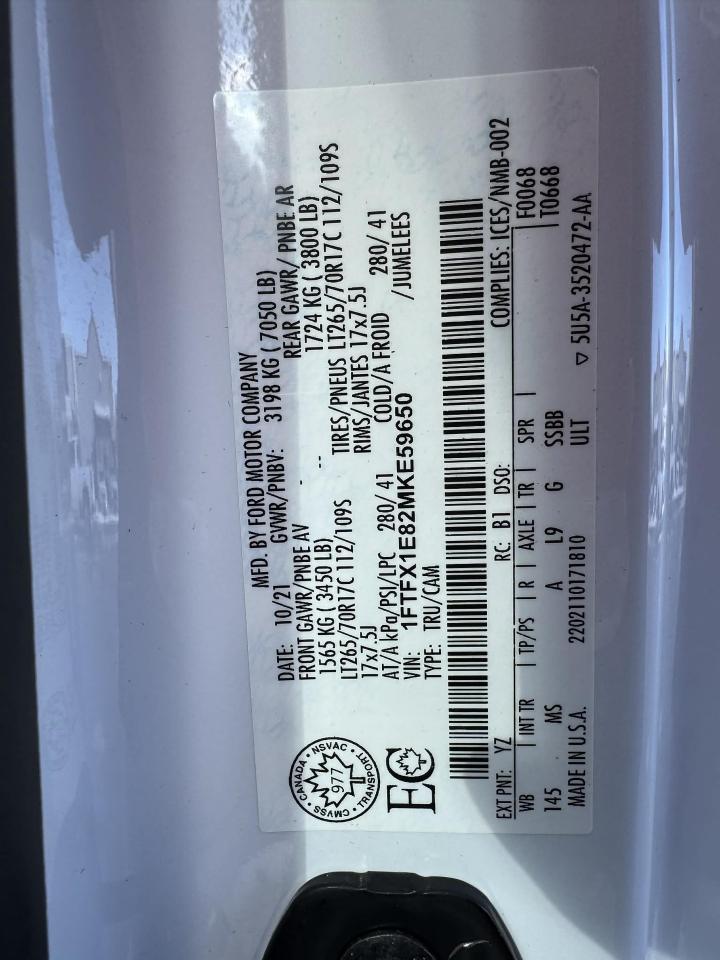 MFD. BY FORD MOTOR COMPANY
DATE: 10/21 GVWR/PNBV: 3198 KG ( 7050 LB)
FRONT GAWR/PNBE AV - REAR GAWR/ PNBE AR
1565 KG ( 3450 LB) -- 1724 KG ( 3800 LB)
LT265/70R17C 112/109S TIRES/PNEUS LT265/70R17C 112/109S
17x7.5J RIMS/JANTES 17x7.5J
AT/A kPa/PSI/LPC 280/ 41 COLD/A FROID 280/ 41
VIN: 1FTFX1E82MKE59650 /JUMELEES
TYPE: TRU/CAM
CANADA • NSVAC • TRANSPORT • CMVSS •
977
EC
COMPLIES: ICES/NMB-002
EXT PNT: YZ RC: B1 DSO: F0068
WB | INT TR | TP/PS | R | AXLE | TR | SPR | T0668
145 MS A L9 G SSBB
MADE IN U.S.A. 2202110171810 ULT ▽ 5U5A-3520472-AA